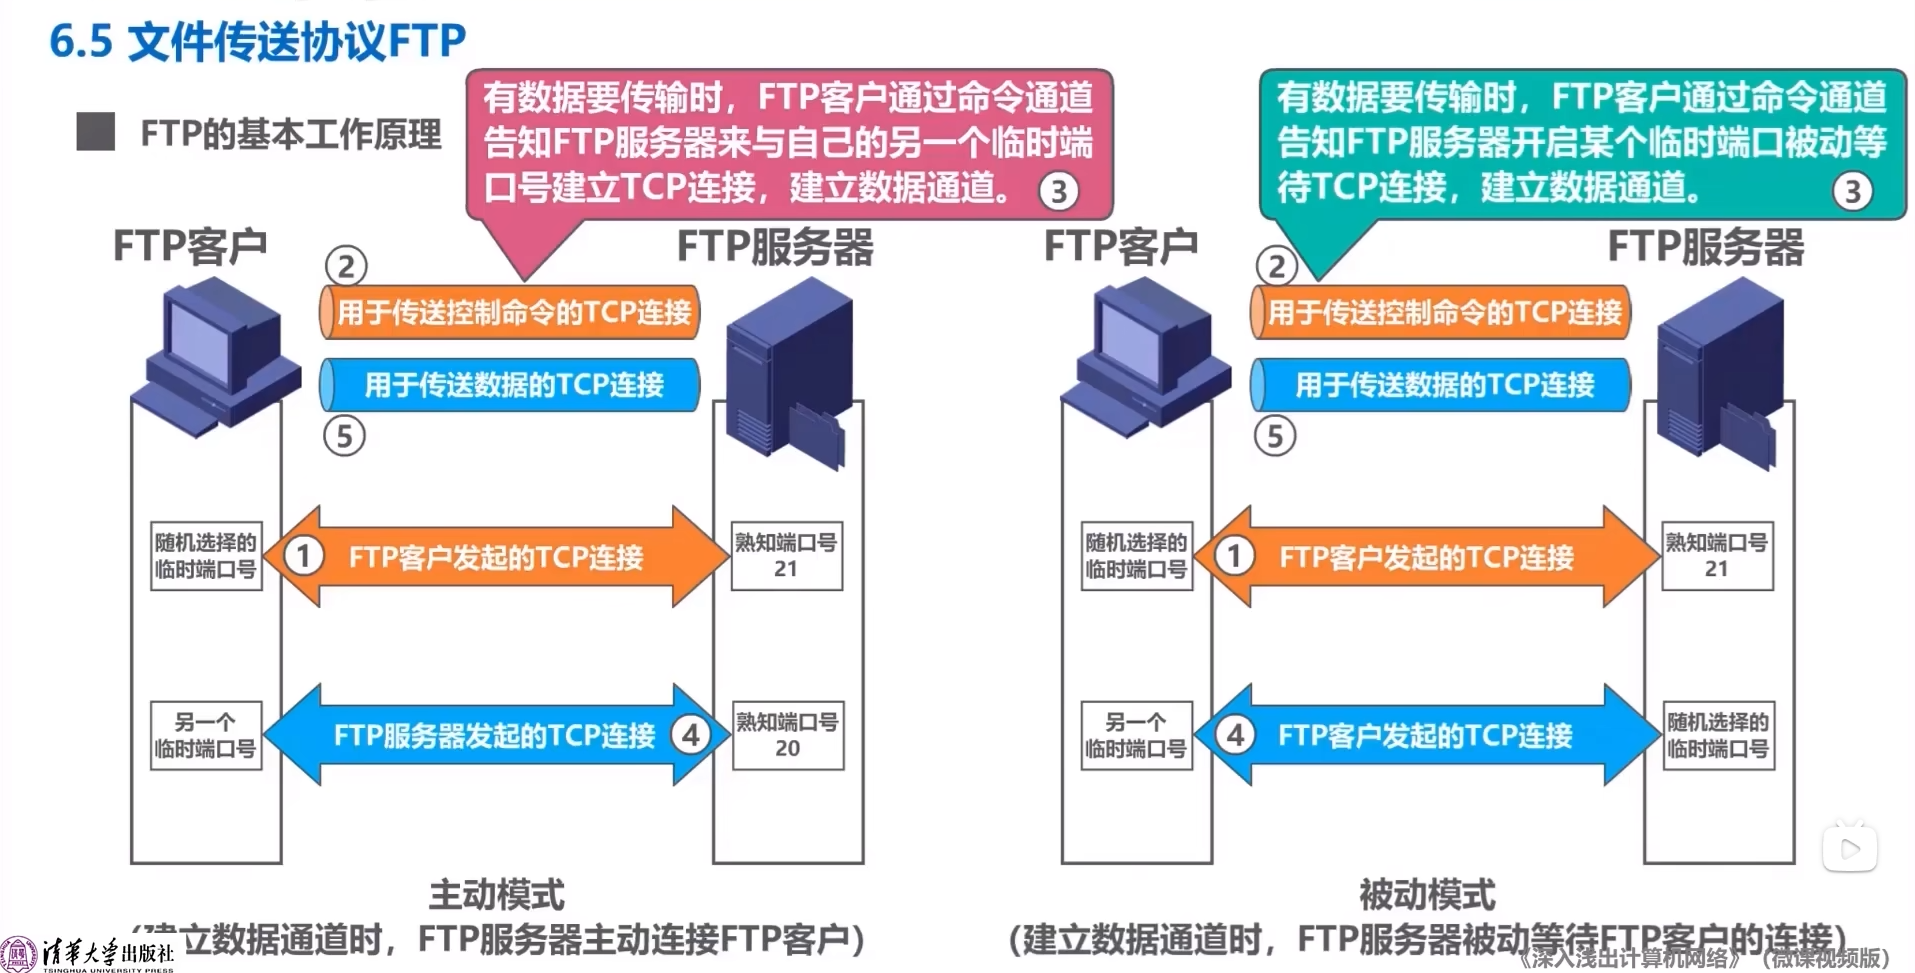 6.5 文件传送协议FTP
FTP的基本工作原理
有数据要传输时，FTP客户通过命令通道
告知FTP服务器来与自己的另一个临时端
口号建立TCP连接，建立数据通道。 ③
FTP客户
FTP服务器
②
用于传送控制命令的TCP连接
用于传送数据的TCP连接
⑤
随机选择的
临时端口号
① FTP客户发起的TCP连接
熟知端口号
21
另一个
临时端口号
FTP服务器发起的TCP连接 ④
熟知端口号
20
主动模式
(建立数据通道时，FTP服务器主动连接FTP客户)
有数据要传输时，FTP客户通过命令通道
告知FTP服务器开启某个临时端口被动等
待TCP连接，建立数据通道。 ③
FTP客户
FTP服务器
②
用于传送控制命令的TCP连接
用于传送数据的TCP连接
⑤
随机选择的
临时端口号
① FTP客户发起的TCP连接
熟知端口号
21
另一个
临时端口号
④ FTP客户发起的TCP连接
随机选择的
临时端口号
被动模式
(建立数据通道时，FTP服务器被动等待FTP客户的连接)
清华大学出版社
TSINGHUA UNIVERSITY PRESS
《深入浅出计算机网络》（微课视频版）